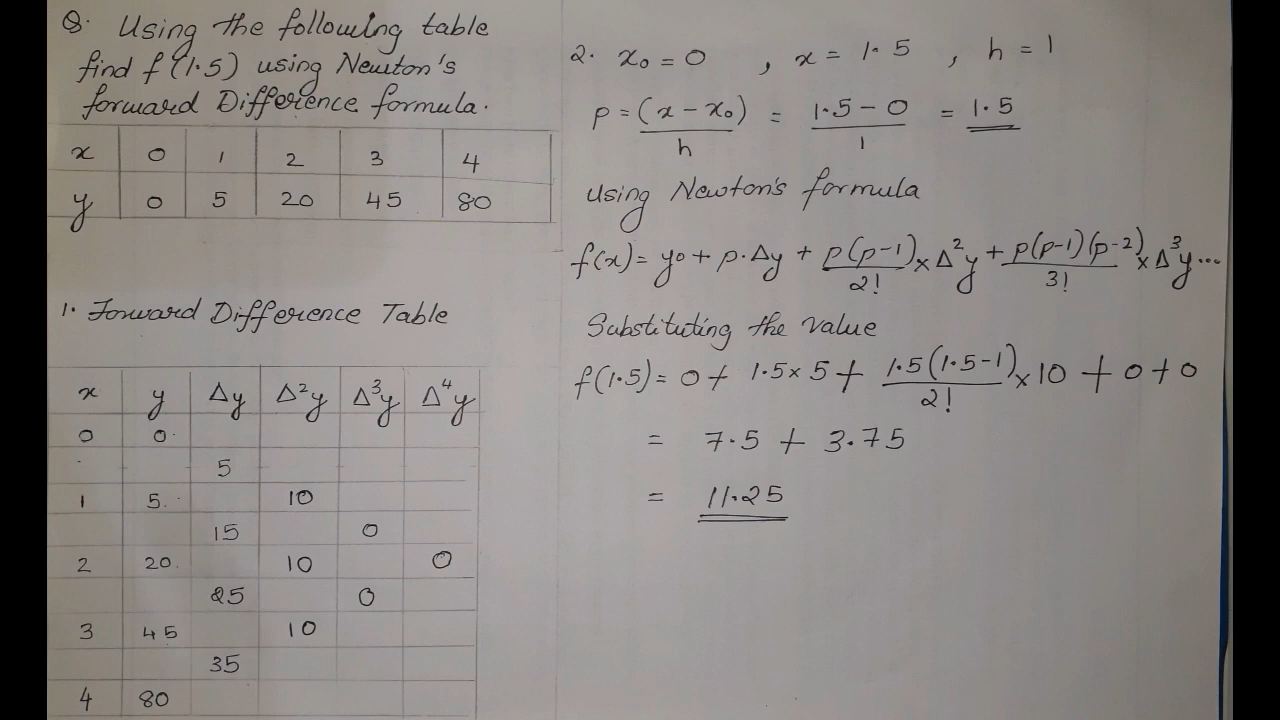 Q. Using the following table
find f(1.5) using Newton's
forward Difference formula.
x 0 1 2 3 4
y 0 5 20 45 80
1. Forward Difference Table
x y Δy Δ²y Δ³y Δ⁴y
0 0
5
1 5
10
15 0
2 20 10 0
25 0
3 45 10
35
4 80
2. x₀ = 0 , x = 1.5 , h = 1
p = (x - x₀)/h = (1.5 - 0)/1 = 1.5
Using Newton's formula
f(x) = y₀ + p.Δy + p(p-1)/2! × Δ²y + p(p-1)(p-2)/3! × Δ³y ...
Substituting the value
f(1.5) = 0 + 1.5 × 5 + 1.5(1.5-1)/2! × 10 + 0 + 0
= 7.5 + 3.75
= 11.25